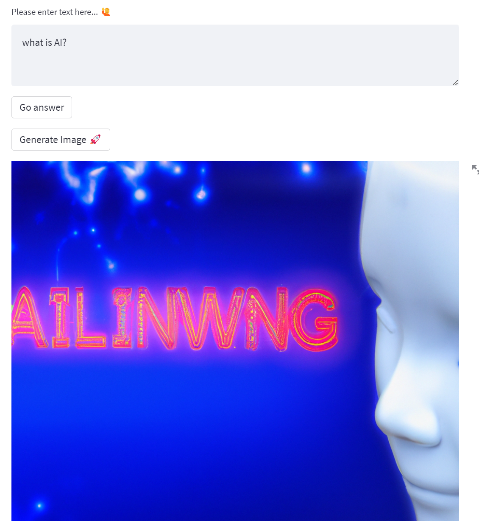 Please enter text here... 🙋
what is AI?
Go answer
Generate Image 🚀
AILINWNG